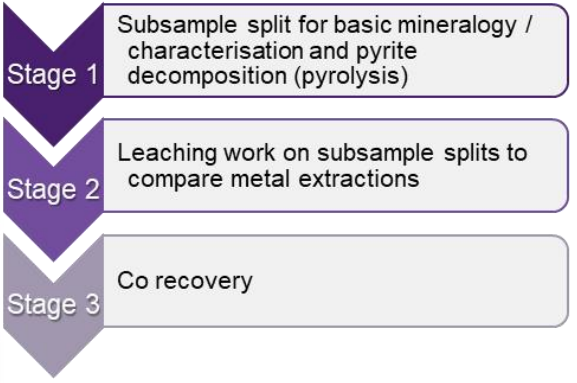 Stage 1
Subsample split for basic mineralogy /
characterisation and pyrite
decomposition (pyrolysis)
Stage 2
Leaching work on subsample splits to
compare metal extractions
Stage 3
Co recovery